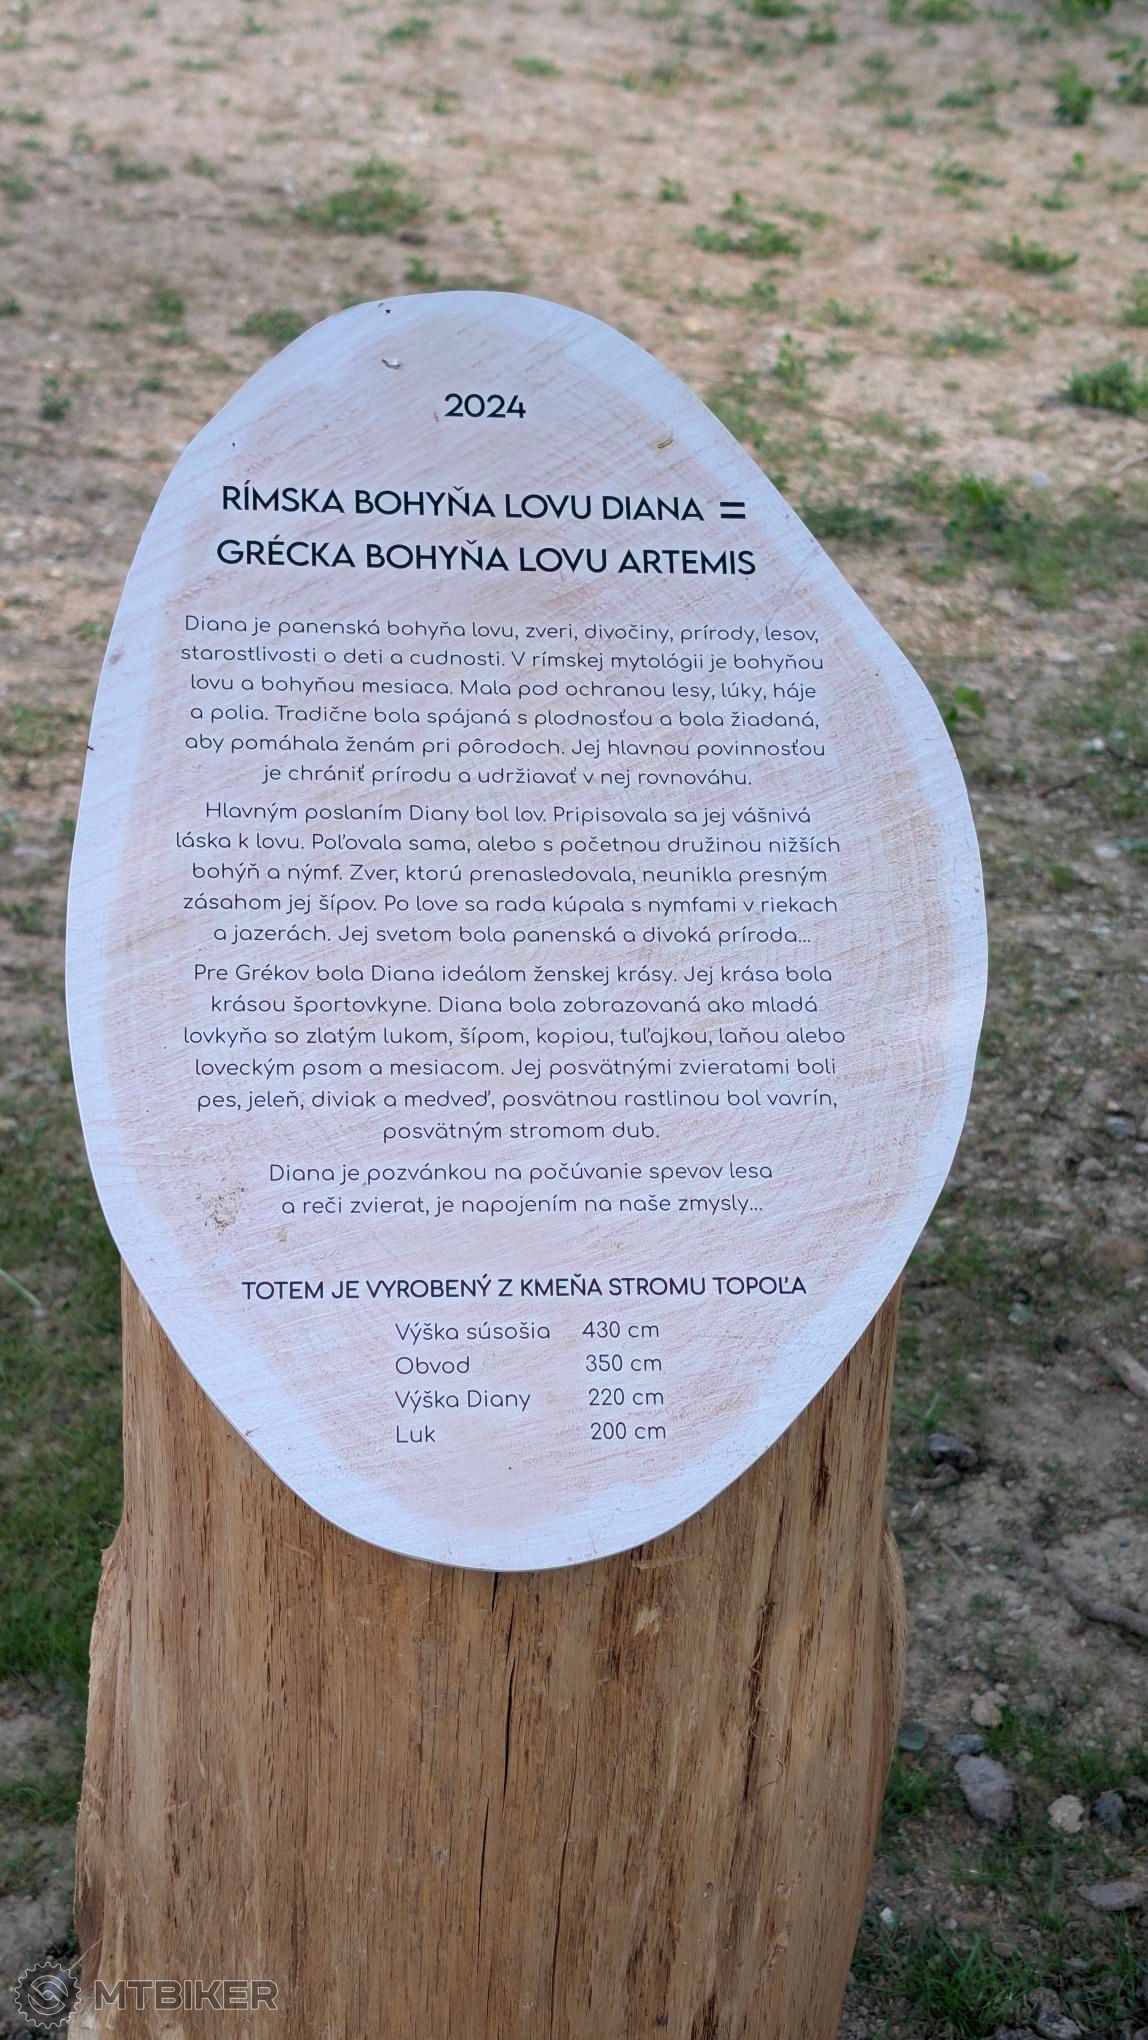 2024
RÍMSKA BOHYŇA LOVU DIANA =
GRÉCKA BOHYŇA LOVU ARTEMIS
Diana je panenská bohyňa lovu, zveri, divočiny, prírody, lesov,
starostlivosti o deti a cudnosti. V rímskej mytológii je bohyňou
lovu a bohyňou mesiaca. Mala pod ochranou lesy, lúky, háje
a polia. Tradične bola spájaná s plodnosťou a bola žiadaná,
aby pomáhala ženám pri pôrodoch. Jej hlavnou povinnosťou
je chrániť prírodu a udržiavať v nej rovnováhu.
Hlavným poslaním Diany bol lov. Pripisovala sa jej vášnivá
láska k lovu. Poľovala sama, alebo s početnou družinou nižších
bohýň a nýmf. Zver, ktorú prenasledovala, neunikla presným
zásahom jej šípov. Po love sa rada kúpala s nymfami v riekach
a jazerách. Jej svetom bola panenská a divoká príroda...
Pre Grékov bola Diana ideálom ženskej krásy. Jej krása bola
krásou športovkyne. Diana bola zobrazovaná ako mladá
lovkyňa so zlatým lukom, šípom, kopiou, tuľajkou, laňou alebo
loveckým psom a mesiacom. Jej posvätnými zvieratami boli
pes, jeleň, diviak a medveď, posvätnou rastlinou bol vavrín,
posvätným stromom dub.
Diana je pozvánkou na počúvanie spevov lesa
a reči zvierat, je napojením na naše zmysly...
TOTEM JE VYROBENÝ Z KMEŇA STROMU TOPOĽA
Výška súsošia 430 cm
Obvod 350 cm
Výška Diany 220 cm
Luk 200 cm
MTBIKER